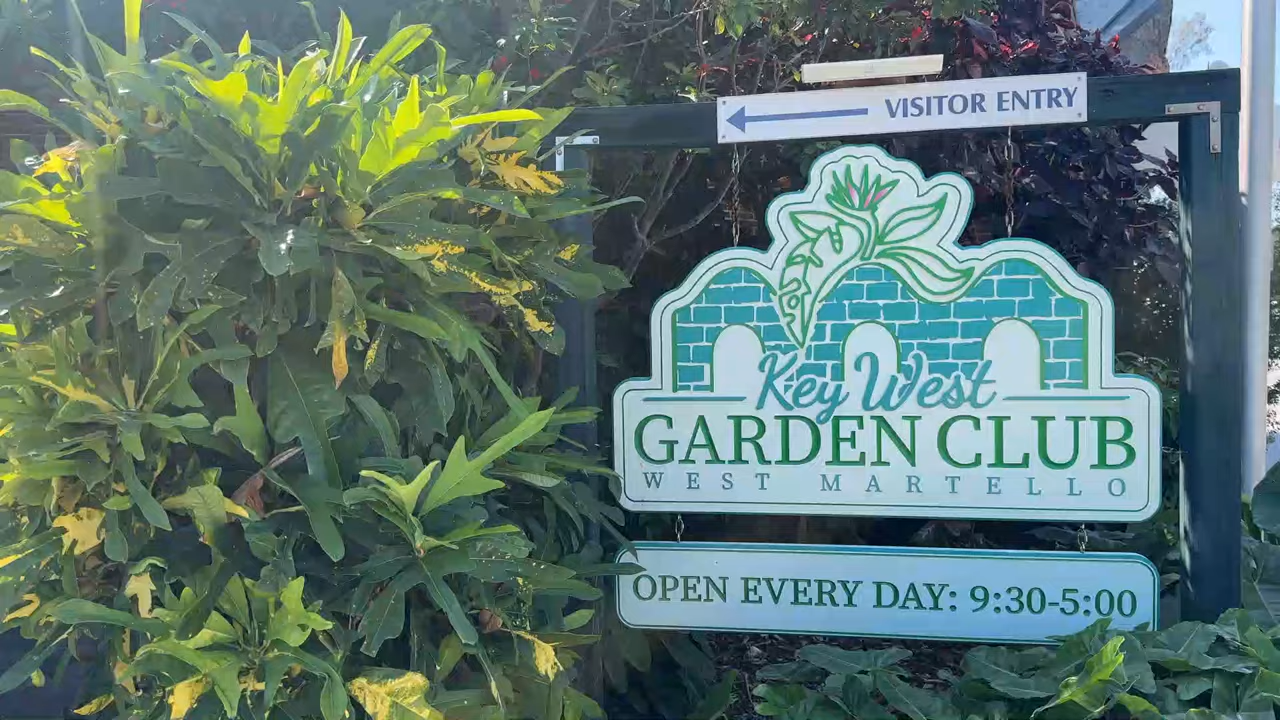 VISITOR ENTRY
Key West
GARDEN CLUB
WEST MARTELLO
OPEN EVERY DAY: 9:30-5:00